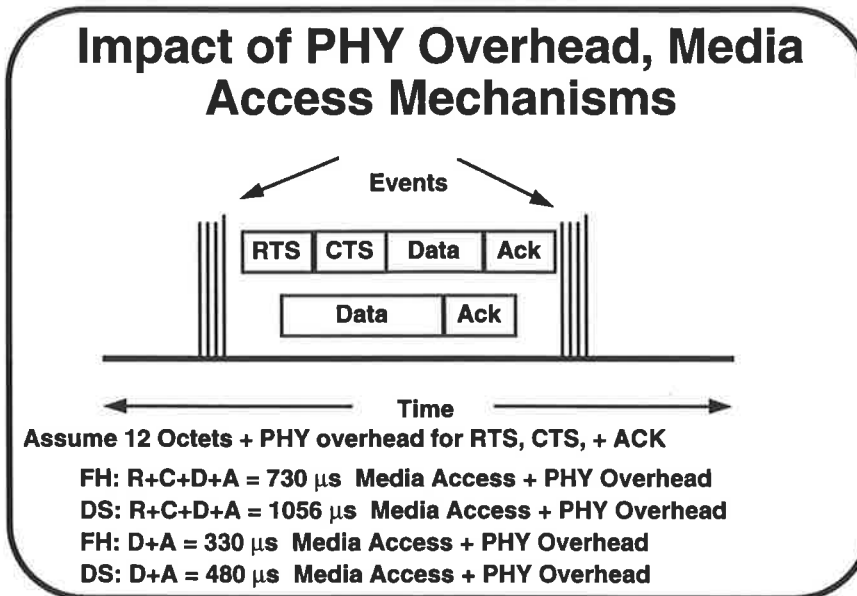 Impact of PHY Overhead, Media
Access Mechanisms
Events
RTS CTS Data Ack
Data Ack
Time
Assume 12 Octets + PHY overhead for RTS, CTS, + ACK
FH: R+C+D+A = 730 μs Media Access + PHY Overhead
DS: R+C+D+A = 1056 μs Media Access + PHY Overhead
FH: D+A = 330 μs Media Access + PHY Overhead
DS: D+A = 480 μs Media Access + PHY Overhead